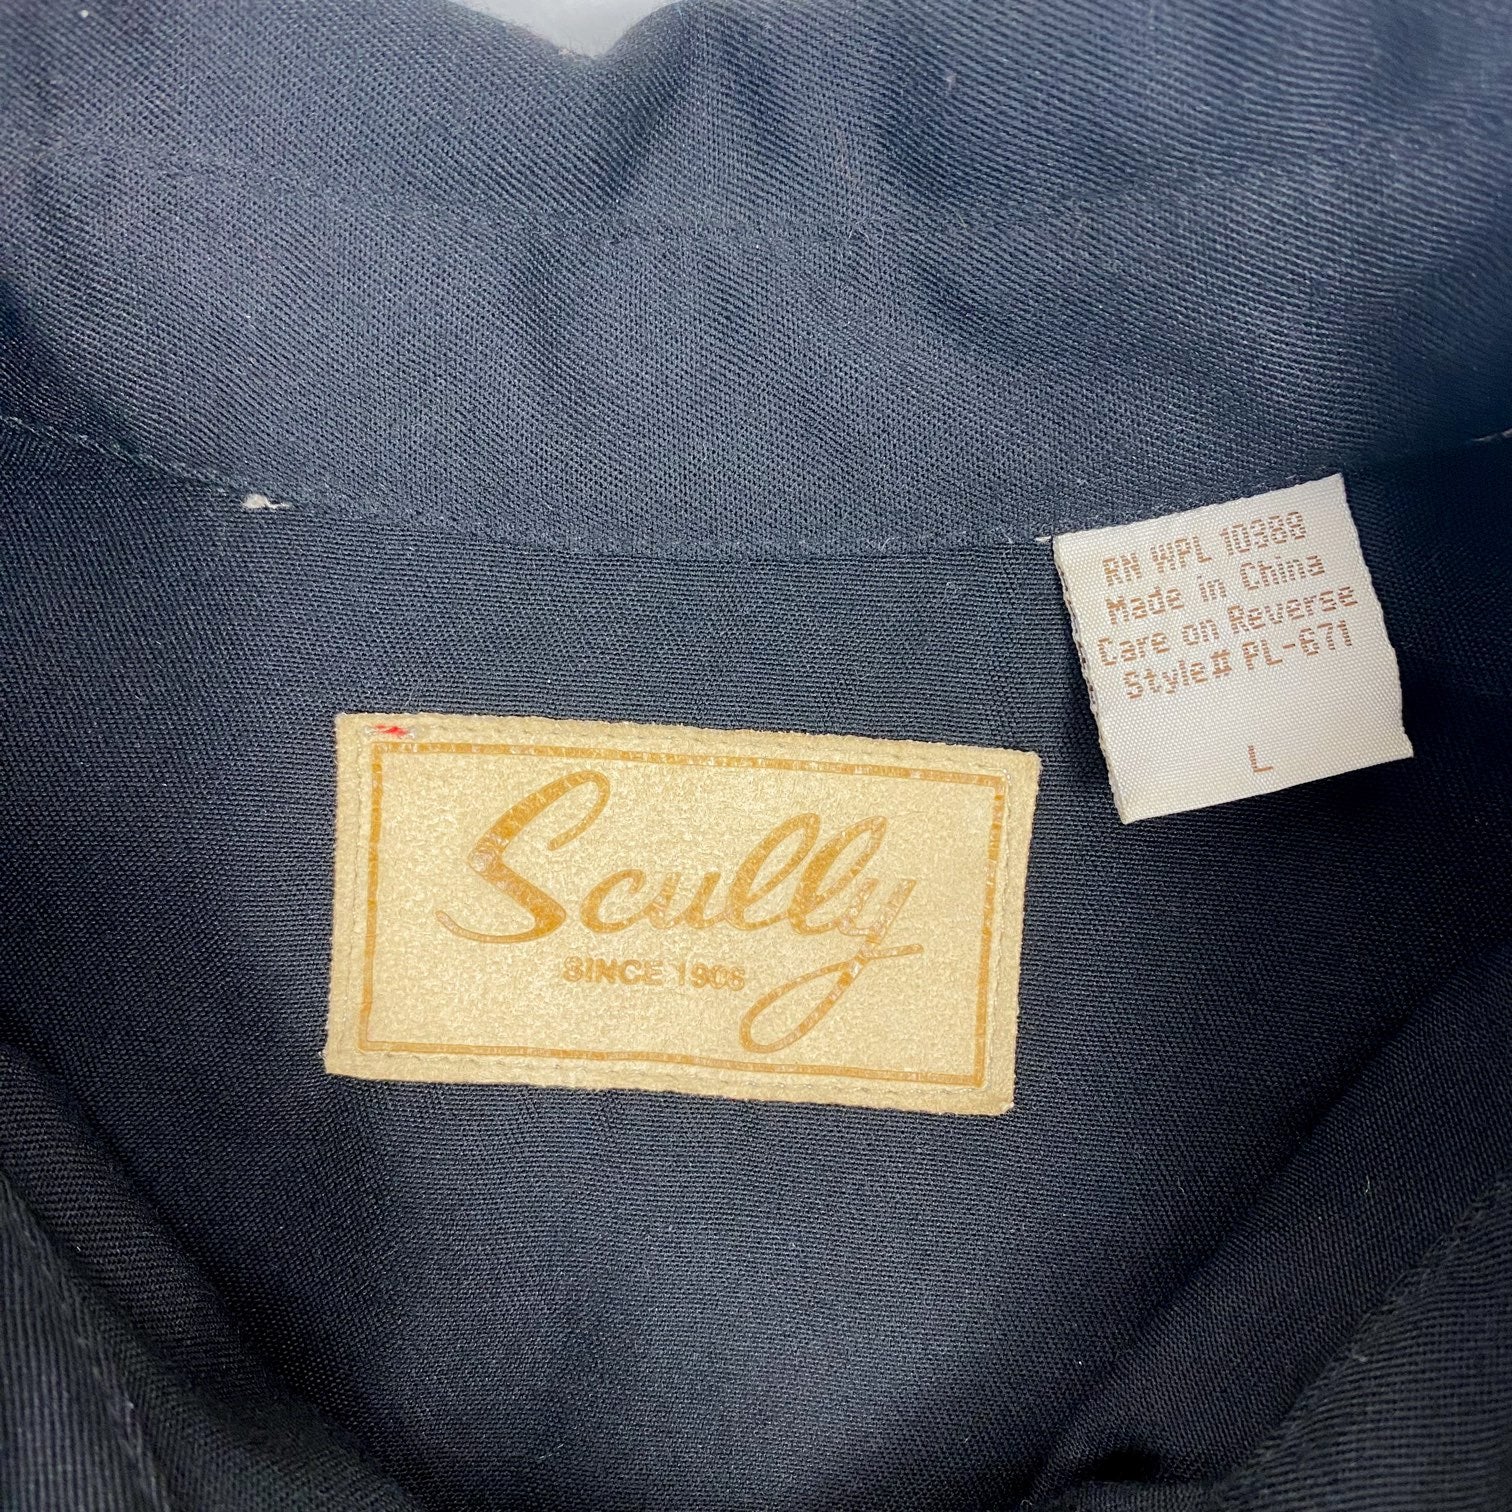 RN WPL 10388
Made in China
Care on Reverse
Style# PL-671
L
Scully
SINCE 1906